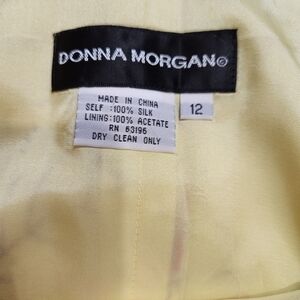 DONNA MORGAN©
MADE IN CHINA
SELF :100% SILK
LINING:100% ACETATE
RN 63196
DRY CLEAN ONLY
12